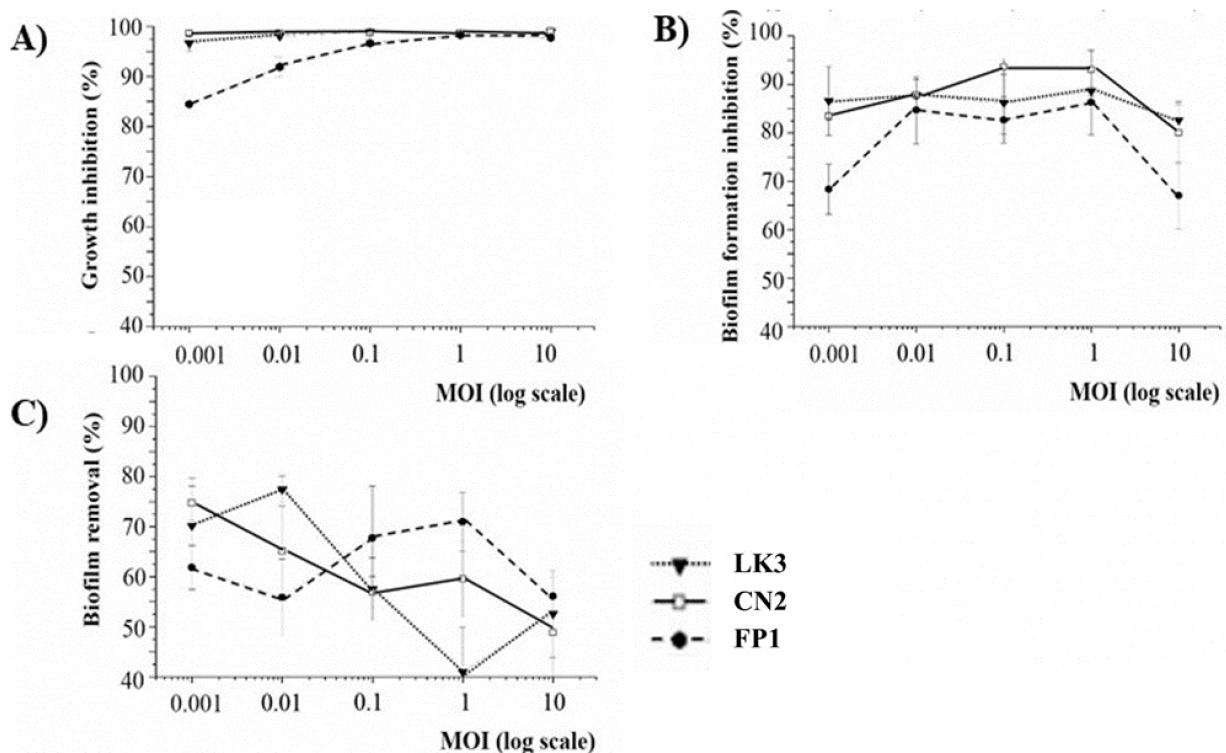 A)
Growth inhibition (%)
100
90
80
70
60
50
40
0.001 0.01 0.1 1 10
MOI (log scale)
B)
Biofilm formation inhibition (%)
100
90
80
70
60
50
40
0.001 0.01 0.1 1 10
MOI (log scale)
C)
Biofilm removal (%)
100
90
80
70
60
50
40
0.001 0.01 0.1 1 10
MOI (log scale)
LK3
CN2
FP1